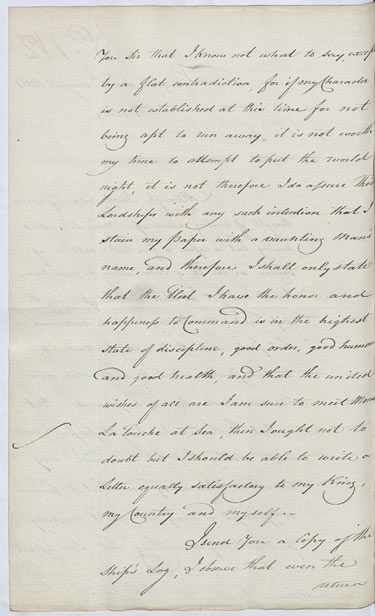 You Sir that I know not what to say, except
by a flat contradiction, for if my Character
is not established at this time for not
being apt to run away, it is not worth
my time to attempt to put the world
right, it is not therefore I do assure Their
Lordships with any such intention that I
stain my Paper with a vaunting Man's
name, and therefore I shall only state
that the Fleet I have the honor and
happiness to Command is in the highest
state of discipline, good order, good humor
and good health, and that the united
wishes of all are I am sure to meet Monsr
La Touche at Sea, then I ought not to
doubt but I should be able to write a
Letter equally satisfactory to my King,
my Country and myself.-
I send You a Copy of the
Ship's Log, I observe that even the
return